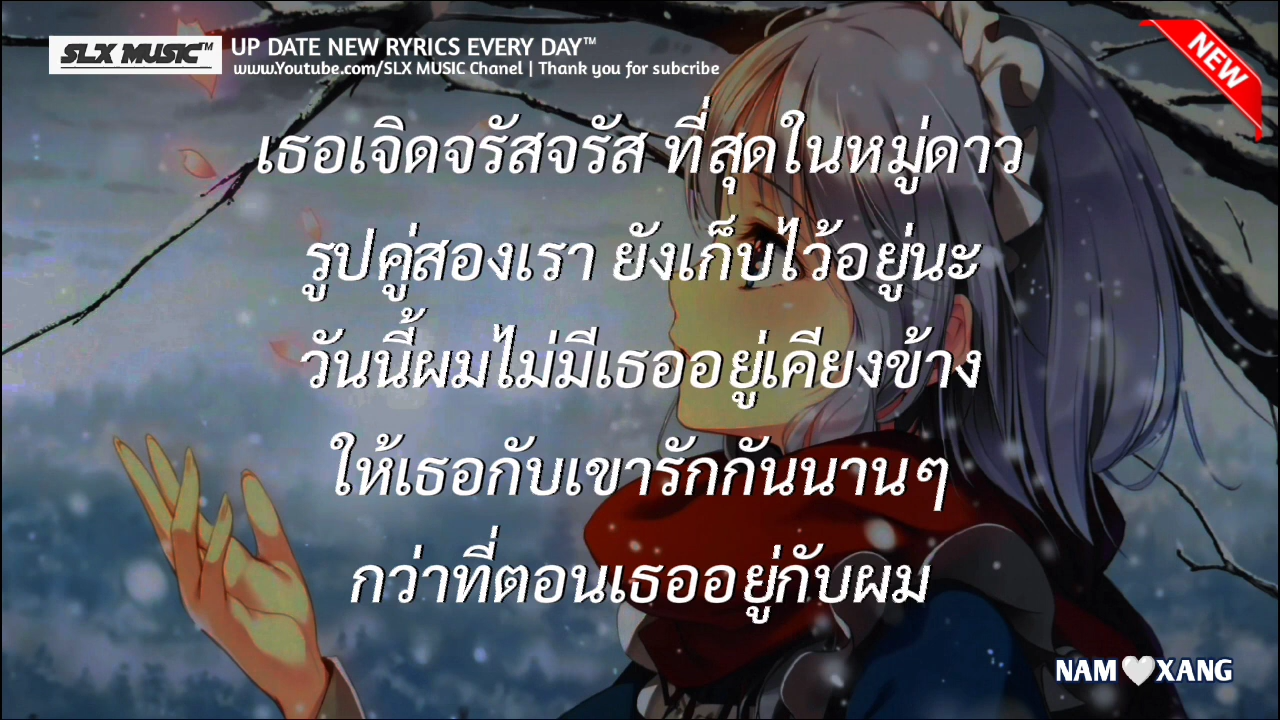 SLX MUSIC™
UP DATE NEW RYRICS EVERY DAY™
www.Youtube.com/SLX MUSIC Chanel | Thank you for subcribe
NEW
เธอเจิดจรัสจรัส ที่สุดในหมู่ดาว
รูปคู่สองเรา ยังเก็บไว้อยู่นะ
วันนี้ผมไม่มีเธออยู่เคียงข้าง
ให้เธอกับเขารักกันนานๆ
กว่าที่ตอนเธออยู่กับผม
NAM🤍XANG